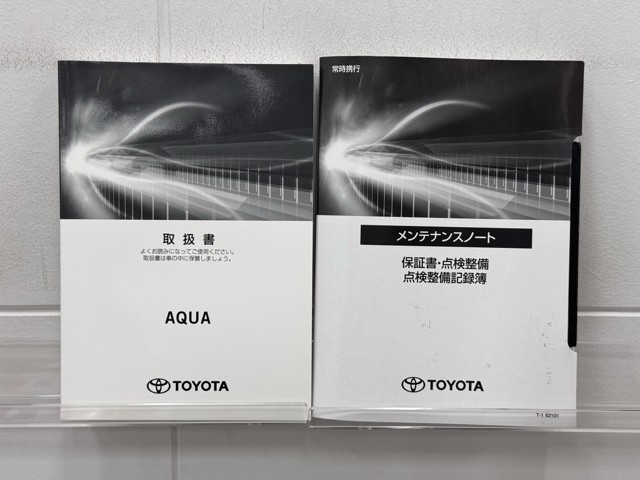 取扱書
よくお読みになってご使用ください。
取扱書は車の中に保管しましょう。
AQUA
TOYOTA
常時携行
メンテナンスノート
保証書・点検整備
点検整備記録簿
TOYOTA
T-1 62101